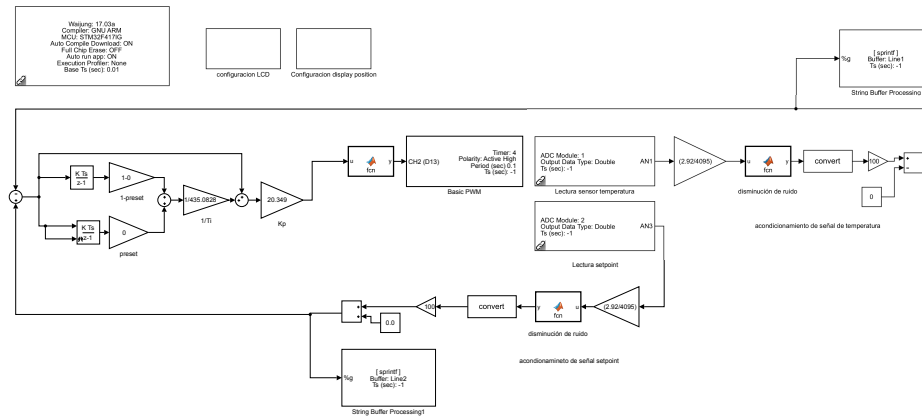 Waijung: 17.03a
Compiler: GNU ARM
MCU: STM32F417IG
Auto Compile Download: ON
Full Chip Erase: OFF
Auto run app: ON
Execution Profiler: None
Base Ts (sec): 0.01
configuracion LCD
Configuracion display position
%g
[ sprintf ]
Buffer: Line1
Ts (sec): -1
String Buffer Processing
K Ts
z-1
1-0
1-preset
K Ts
z-1
0
preset
1/435.0828
1/Ti
20.349
Kp
u
fcn
y
CH2 (D13)
Timer: 4
Polarity: Active High
Period (sec) 0.1
Ts (sec): -1
Basic PWM
ADC Module: 1
Output Data Type: Double
Ts (sec): -1
AN1
Lectura sensor temperatura
(2.92/4095)
u
fcn
y
disminución de ruido
convert
100
0
acondicionamiento de señal de temperatura
ADC Module: 2
Output Data Type: Double
Ts (sec): -1
AN3
Lectura setpoint
(2.92/4095)
y
fcn
u
disminución de ruido
convert
100
0.0
acondionamineto de señal setpoint
%g
[ sprintf ]
Buffer: Line2
Ts (sec): -1
String Buffer Processing1